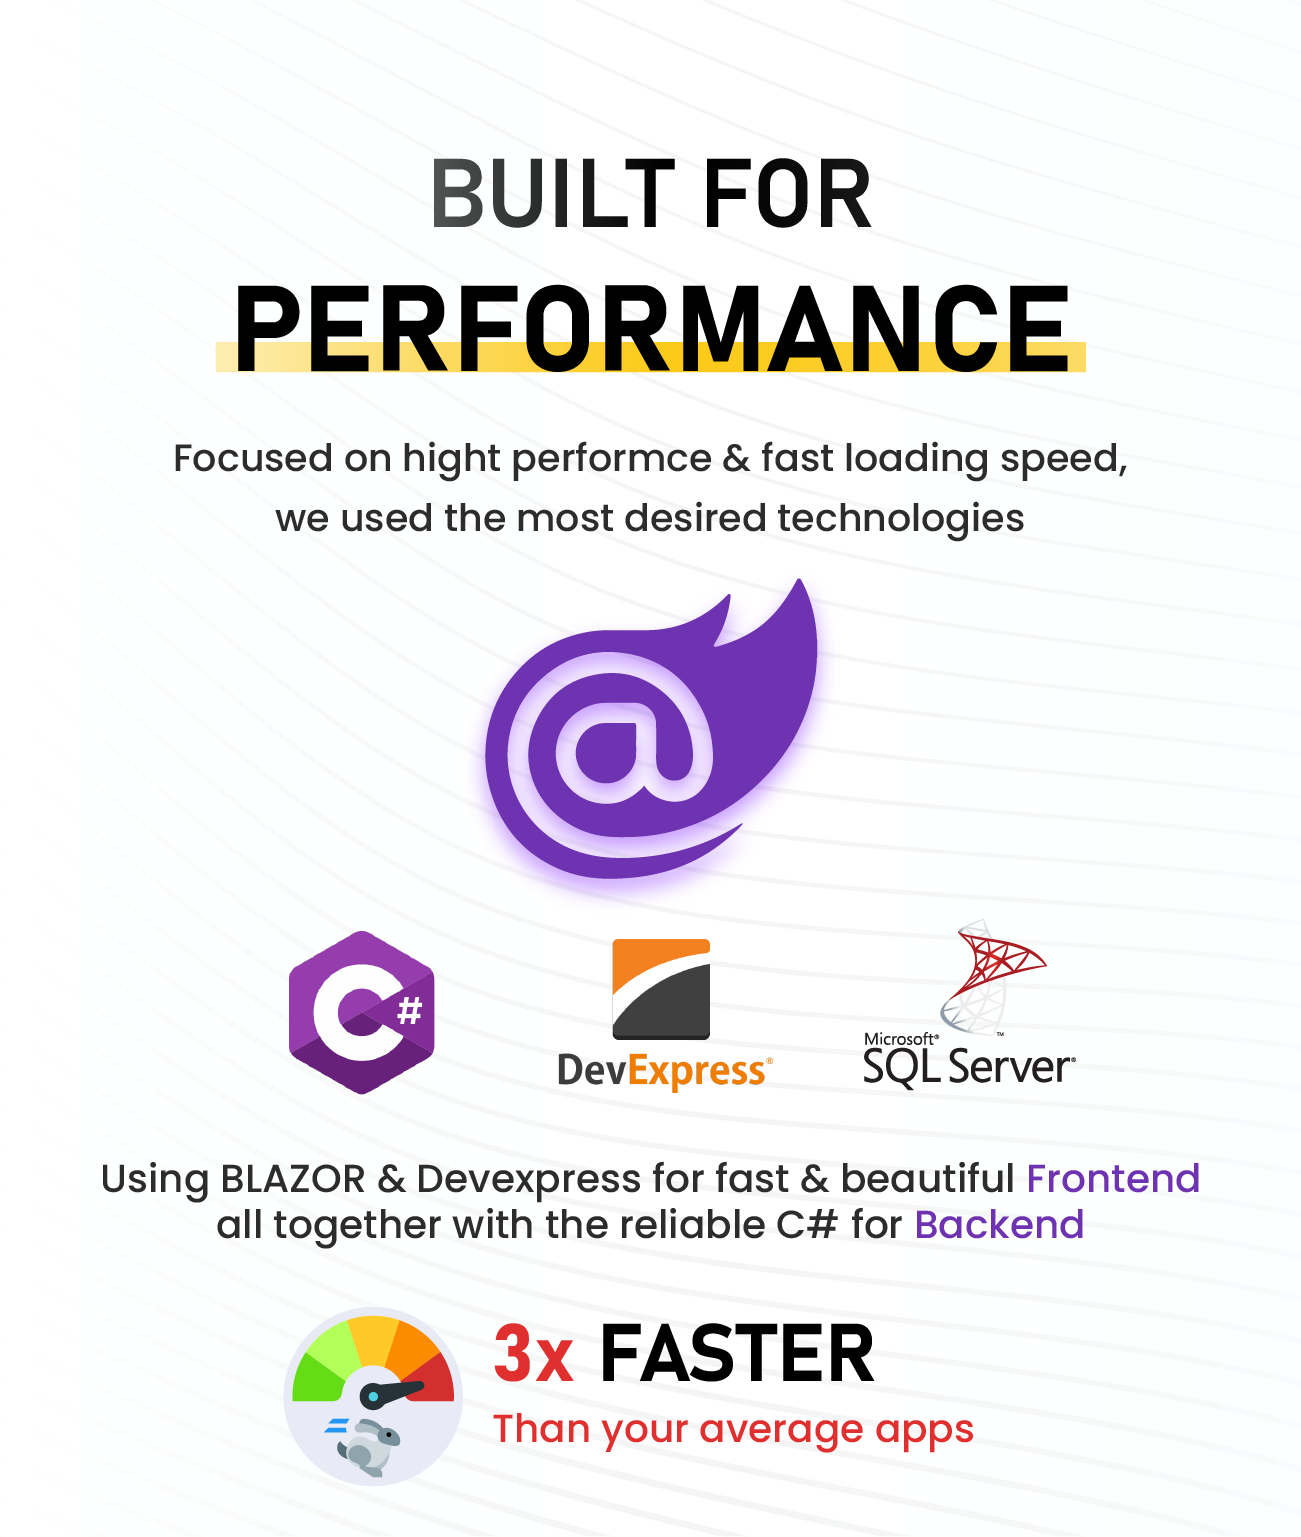 BUILT FOR
PERFORMANCE
Focused on hight performce & fast loading speed,
we used the most desired technologies
C#
DevExpress®
Microsoft® ™
SQL Server®
Using BLAZOR & Devexpress for fast & beautiful Frontend
all together with the reliable C# for Backend
3x FASTER
Than your average apps